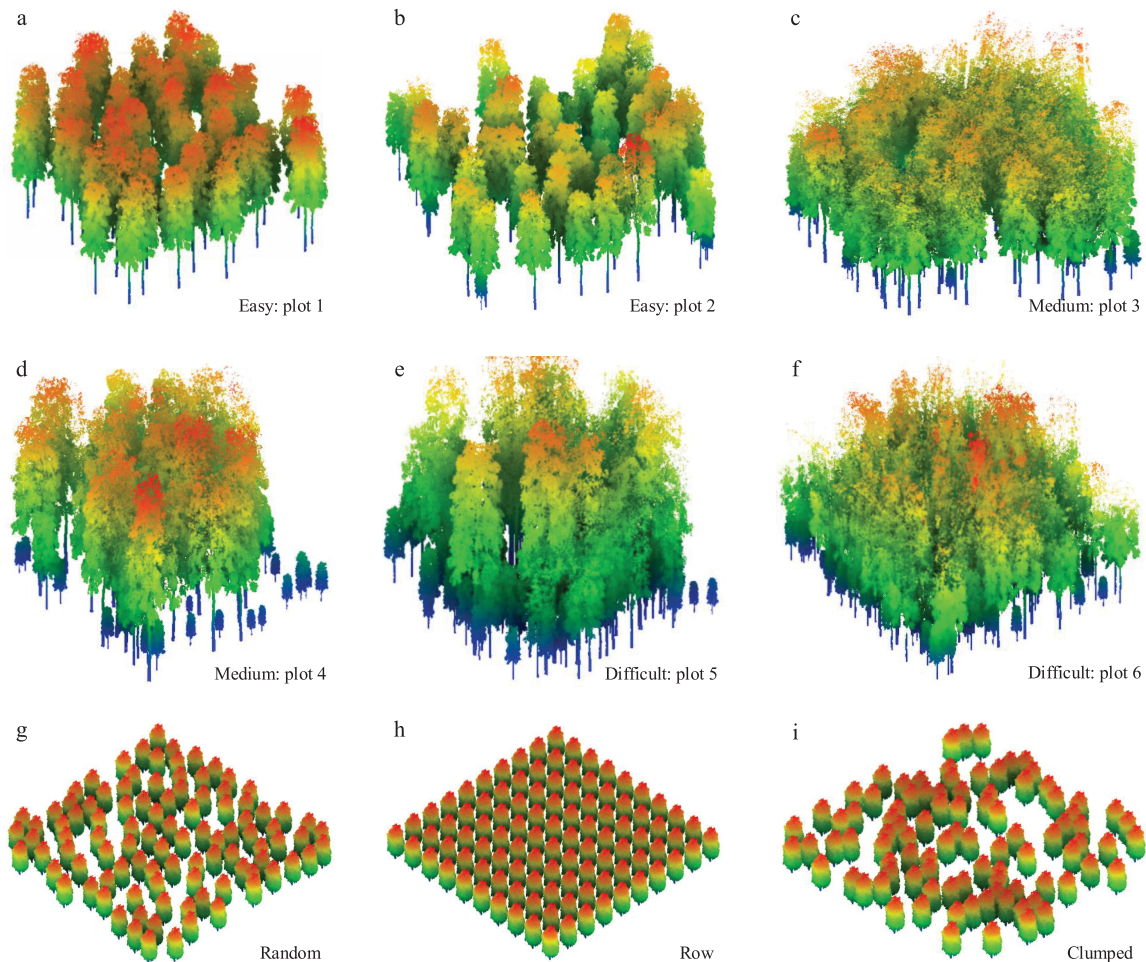 a
b
c
Easy: plot 1
Easy: plot 2
Medium: plot 3
d
e
f
Medium: plot 4
Difficult: plot 5
Difficult: plot 6
g
h
i
Random
Row
Clumped